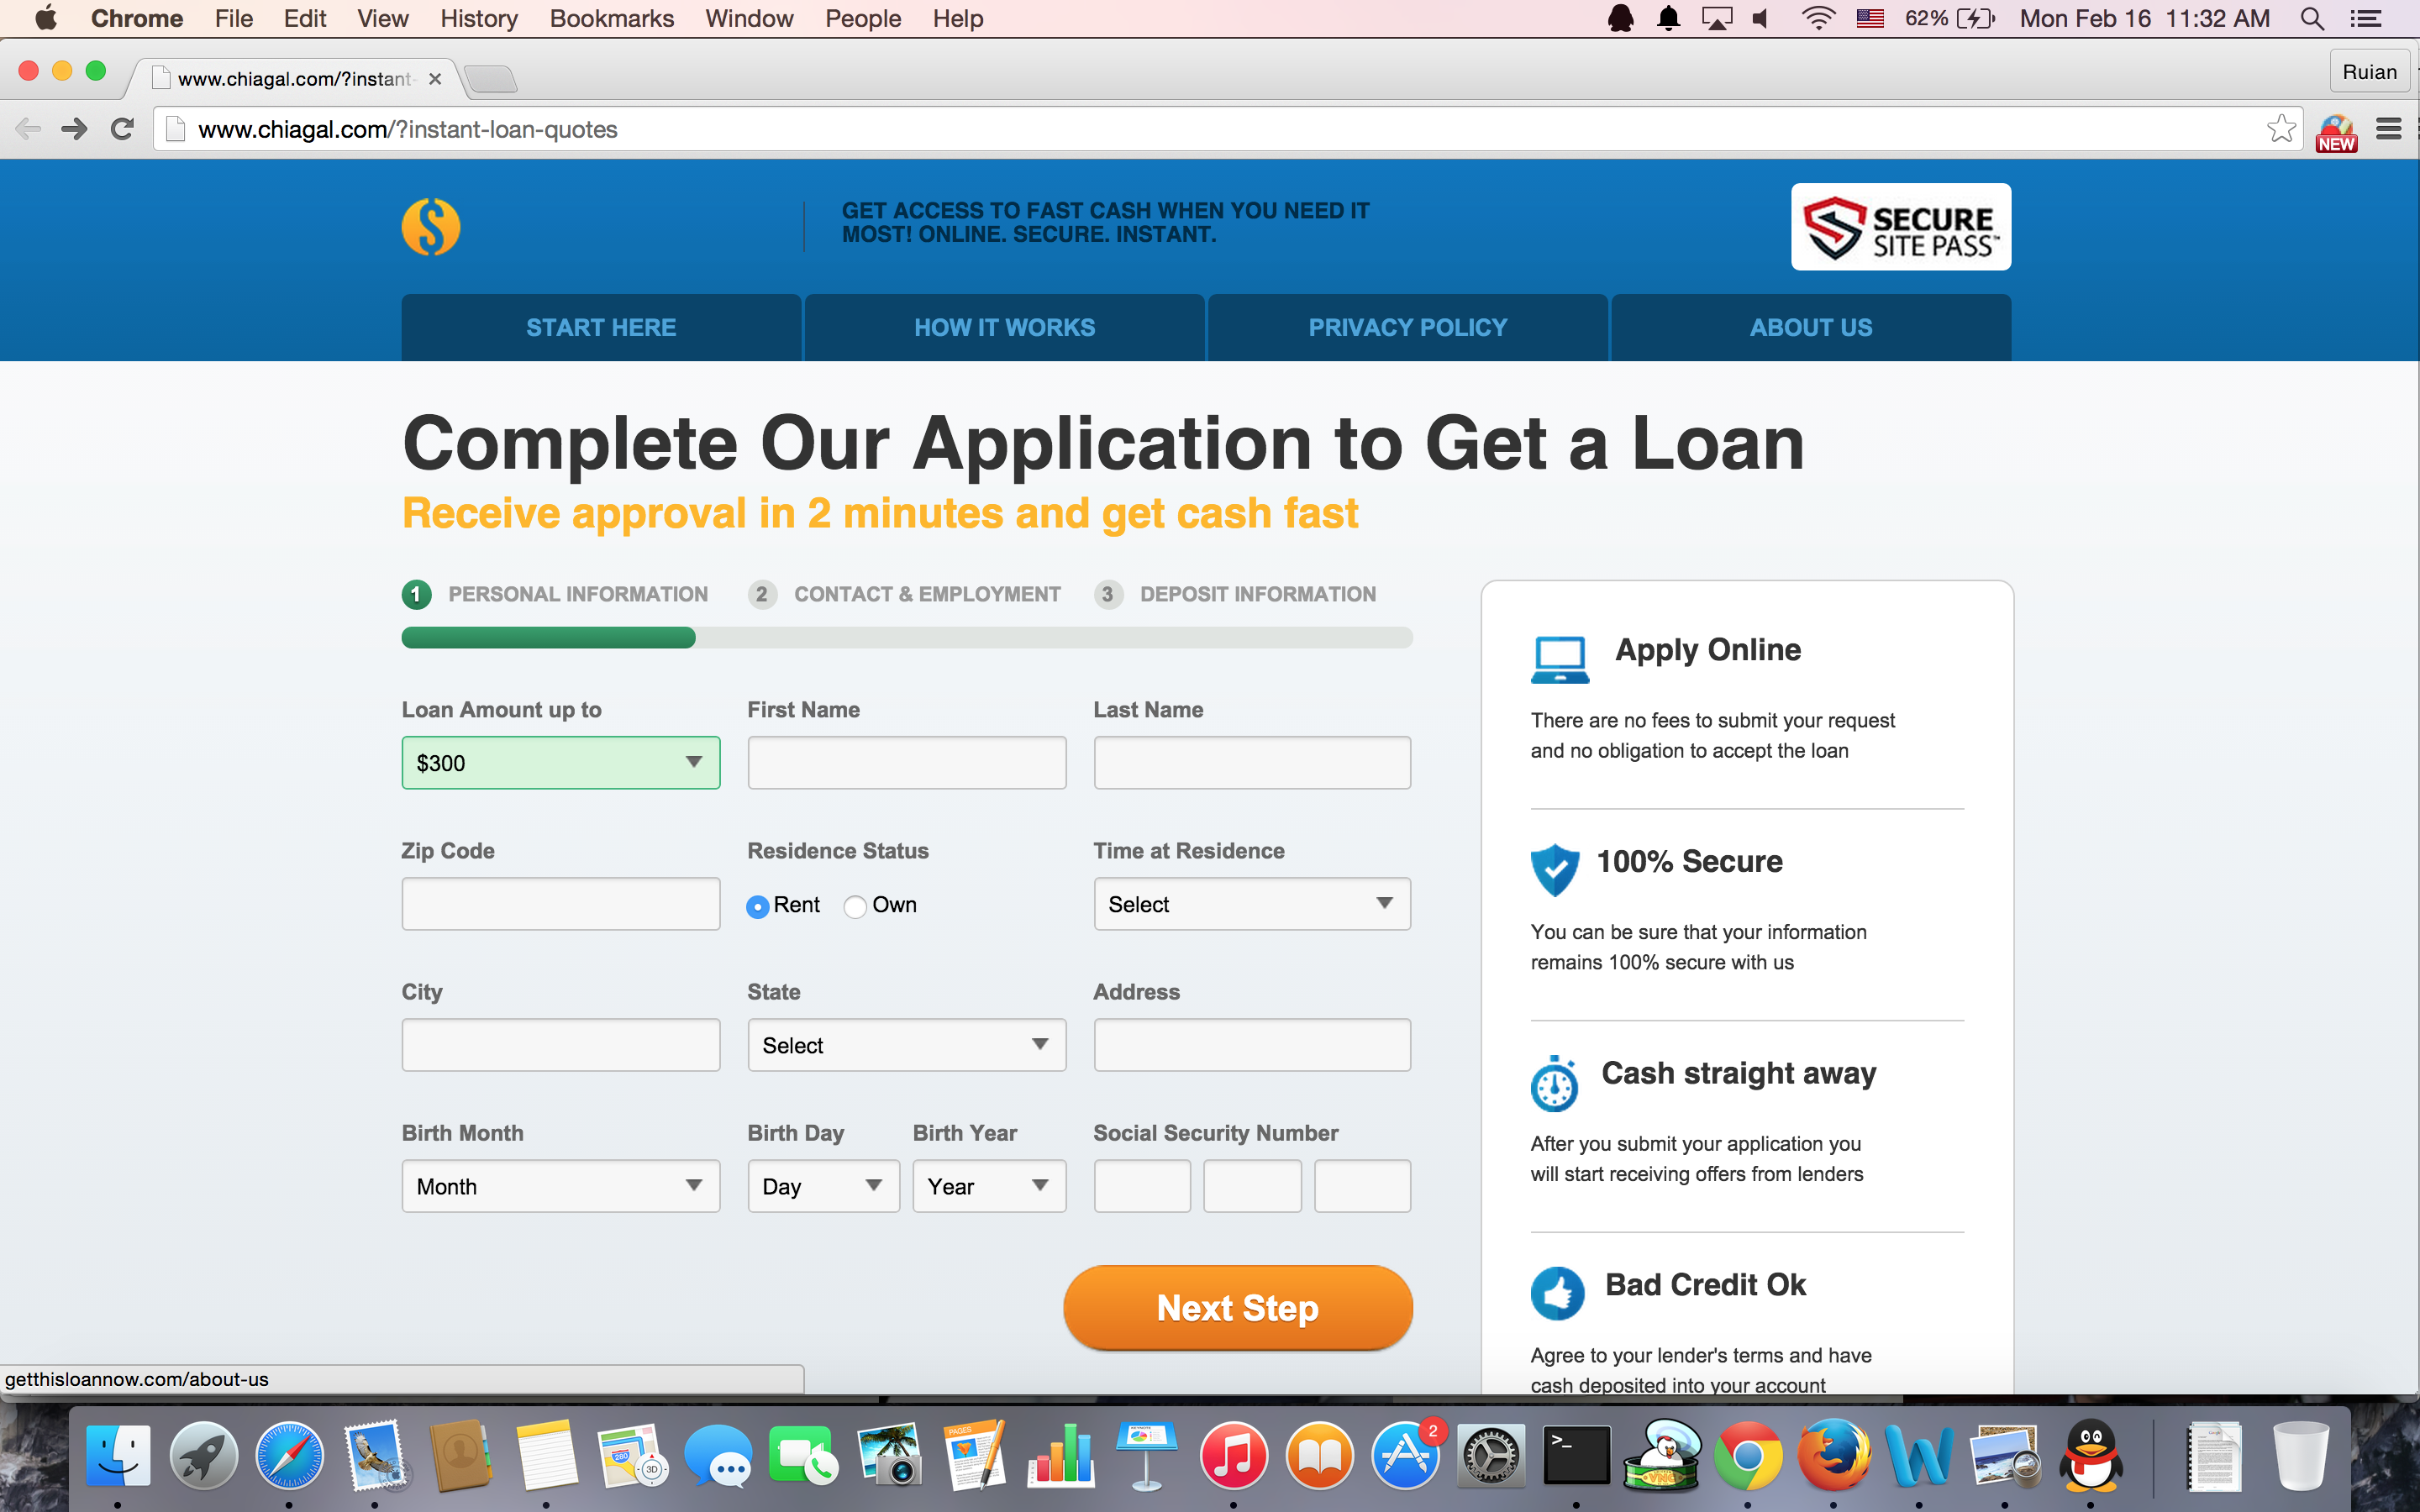 Chrome File Edit View History Bookmarks Window People Help 62% Mon Feb 16 11:32 AM
www.chiagal.com/?instant
Ruian
www.chiagal.com/?instant-loan-quotes
NEW
$
GET ACCESS TO FAST CASH WHEN YOU NEED IT
MOST! ONLINE. SECURE. INSTANT.
SECURE
SITE PASS™
START HERE HOW IT WORKS PRIVACY POLICY ABOUT US
Complete Our Application to Get a Loan
Receive approval in 2 minutes and get cash fast
1 PERSONAL INFORMATION 2 CONTACT & EMPLOYMENT 3 DEPOSIT INFORMATION
Loan Amount up to First Name Last Name
$300
Zip Code Residence Status Time at Residence
Rent Own Select
City State Address
Select
Birth Month Birth Day Birth Year Social Security Number
Month Day Year
Next Step
Apply Online
There are no fees to submit your request
and no obligation to accept the loan
100% Secure
You can be sure that your information
remains 100% secure with us
Cash straight away
After you submit your application you
will start receiving offers from lenders
Bad Credit Ok
Agree to your lender's terms and have
cash deposited into your account
getthisloannow.com/about-us
280
3D
PAGES
2
>_